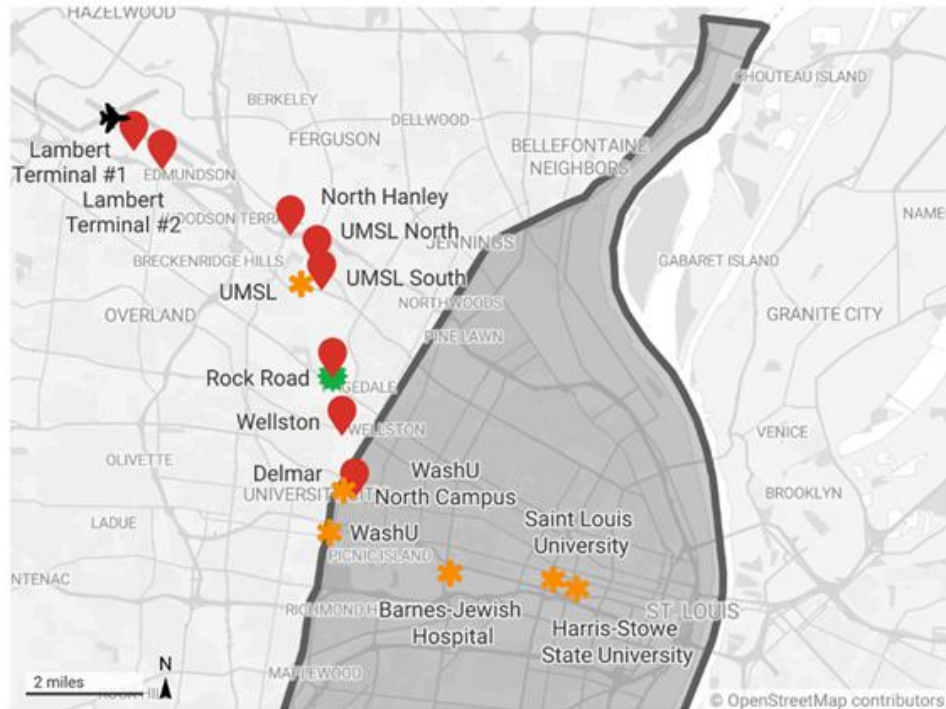 HAZELWOOD
CHOUTEAU ISLAND
BERKELEY
DELLWOOD
FERGUSON
BELLEFONTAINE
NEIGHBORS
Lambert
Terminal #1
EDMUNDSON
Lambert
Terminal #2
North Hanley
UMSL North
JENNINGS
NAME
BRECKENRIDGE HILLS
UMSL South
GABARET ISLAND
UMSL
NORTHWOODS
OVERLAND
GRANITE CITY
PINE LAWN
Rock Road
GEDALE
Wellston
WELLSTON
VENICE
OLIVETTE
Delmar
WashU
North Campus
UNIVERSITY CITY
BROOKLYN
LADUE
WashU
Saint Louis
University
PICNIC ISLAND
NTENAC
RICHMOND H
Barnes-Jewish
Hospital
ST. LOUIS
Harris-Stowe
State University
MAPLEWOOD
2 miles
N
© OpenStreetMap contributors